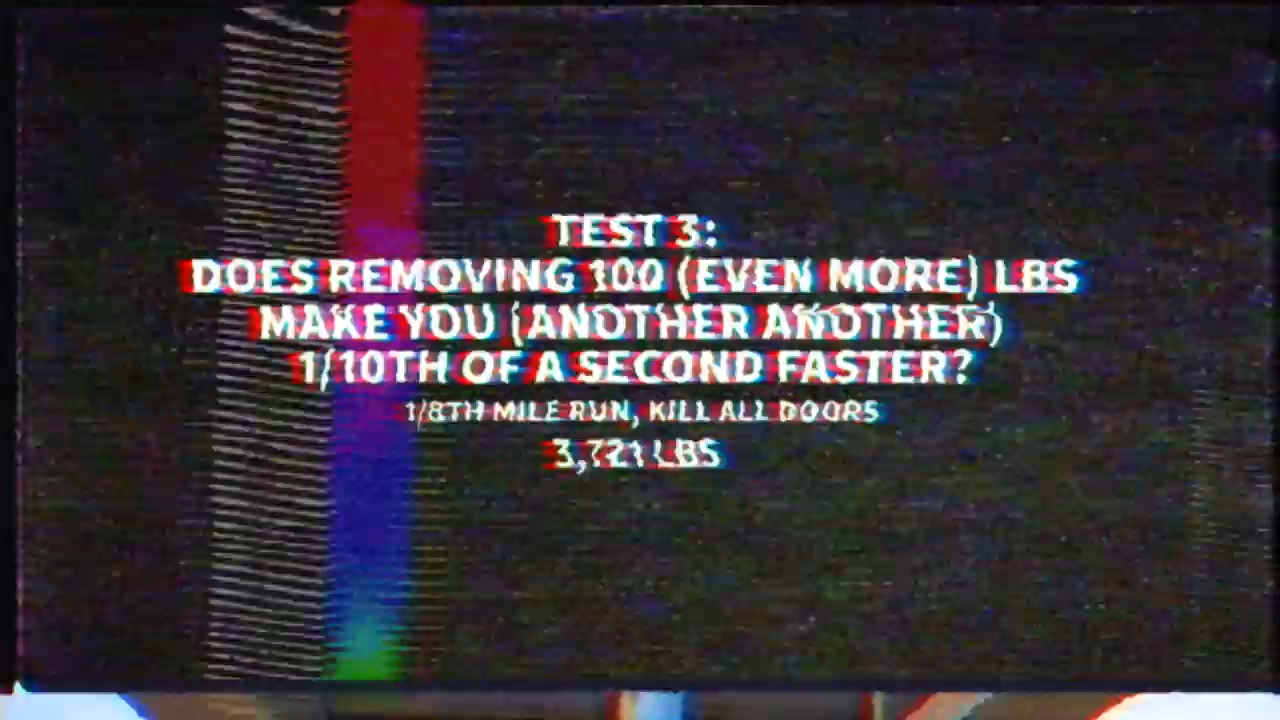 TEST 3:
DOES REMOVING 100 (EVEN MORE) LBS
MAKE YOU (ANOTHER ANOTHER)
1/10TH OF A SECOND FASTER?
1/8TH MILE RUN, KILL ALL DOORS
3,721 LBS